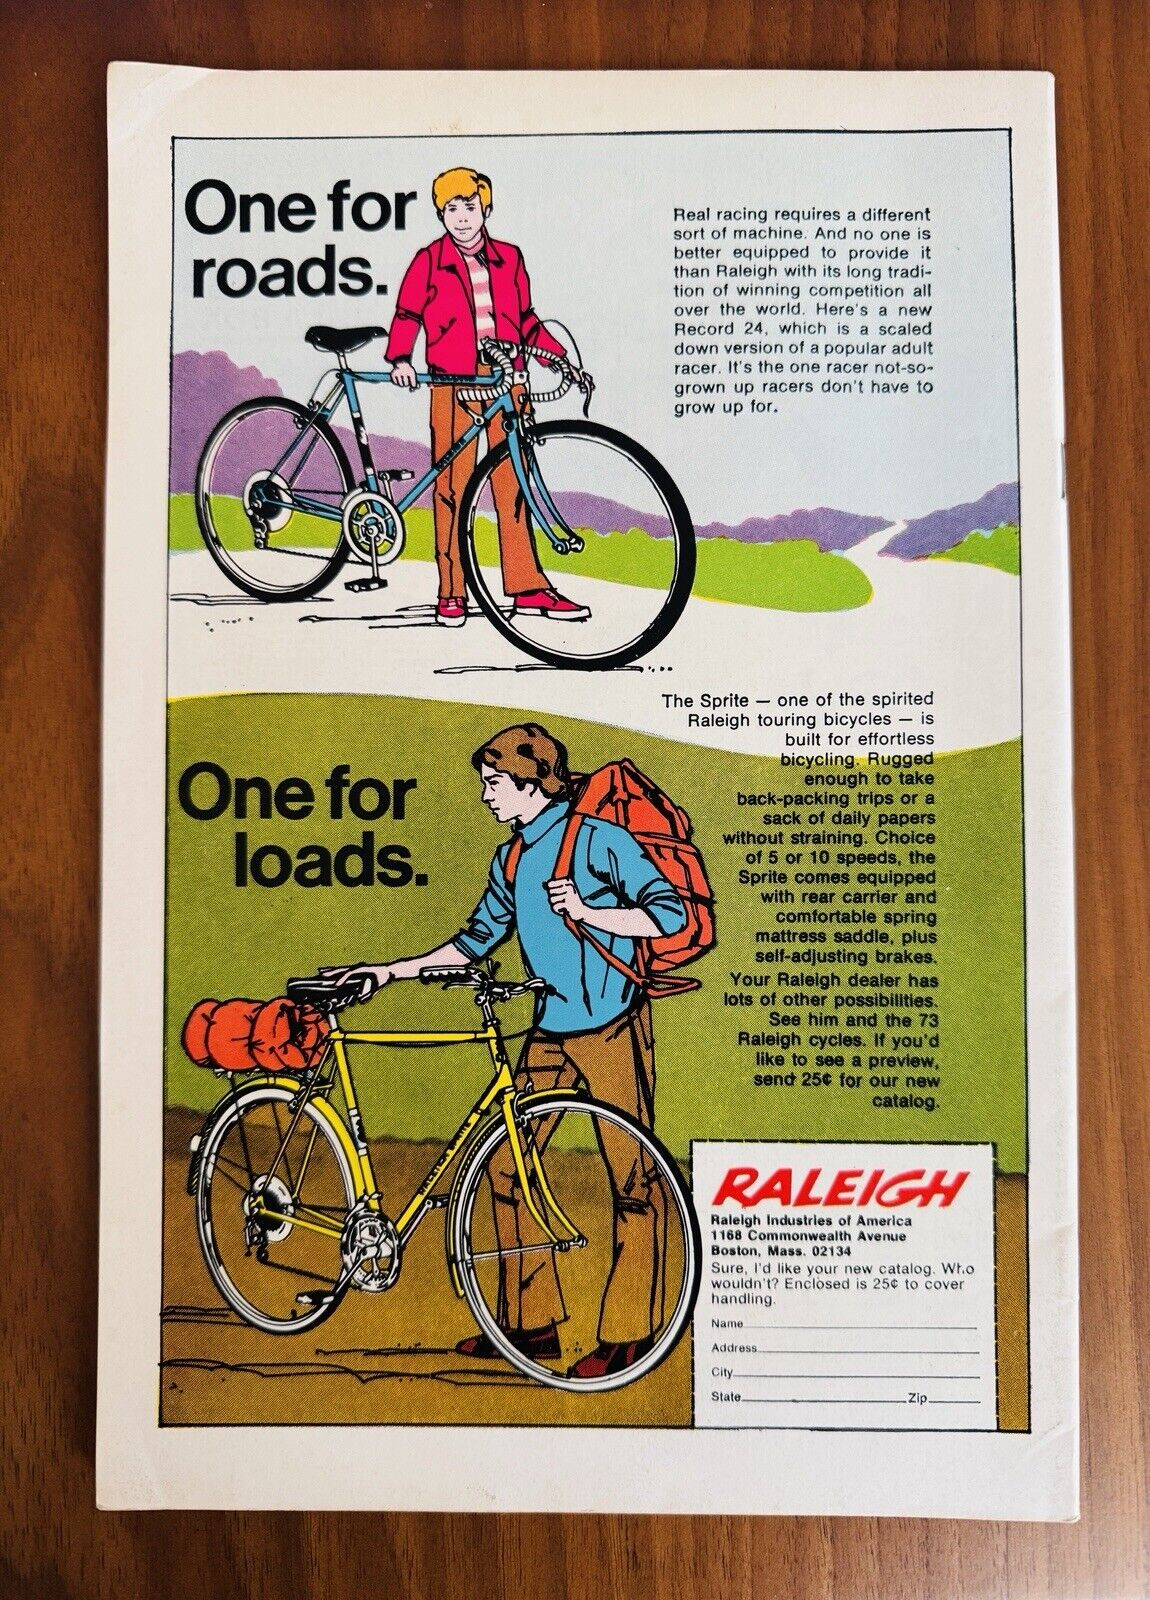 One for
roads.
Real racing requires a different
sort of machine. And no one is
better equipped to provide it
than Raleigh with its long tradi-
tion of winning competition all
over the world. Here's a new
Record 24, which is a scaled
down version of a popular adult
racer. It's the one racer not-so-
grown up racers don't have to
grow up for.
The Sprite — one of the spirited
Raleigh touring bicycles — is
built for effortless
bicycling. Rugged
enough to take
back-packing trips or a
sack of daily papers
without straining. Choice
of 5 or 10 speeds, the
Sprite comes equipped
with rear carrier and
comfortable spring
mattress saddle, plus
self-adjusting brakes.
One for
loads.
Your Raleigh dealer has
lots of other possibilities.
See him and the 73
Raleigh cycles. If you'd
like to see a preview,
send 25¢ for our new
catalog.
RALEIGH
Raleigh Industries of America
1168 Commonwealth Avenue
Boston, Mass. 02134
Sure, I'd like your new catalog. Who
wouldn't? Enclosed is 25¢ to cover
handling.
Name
Address
City
State Zip